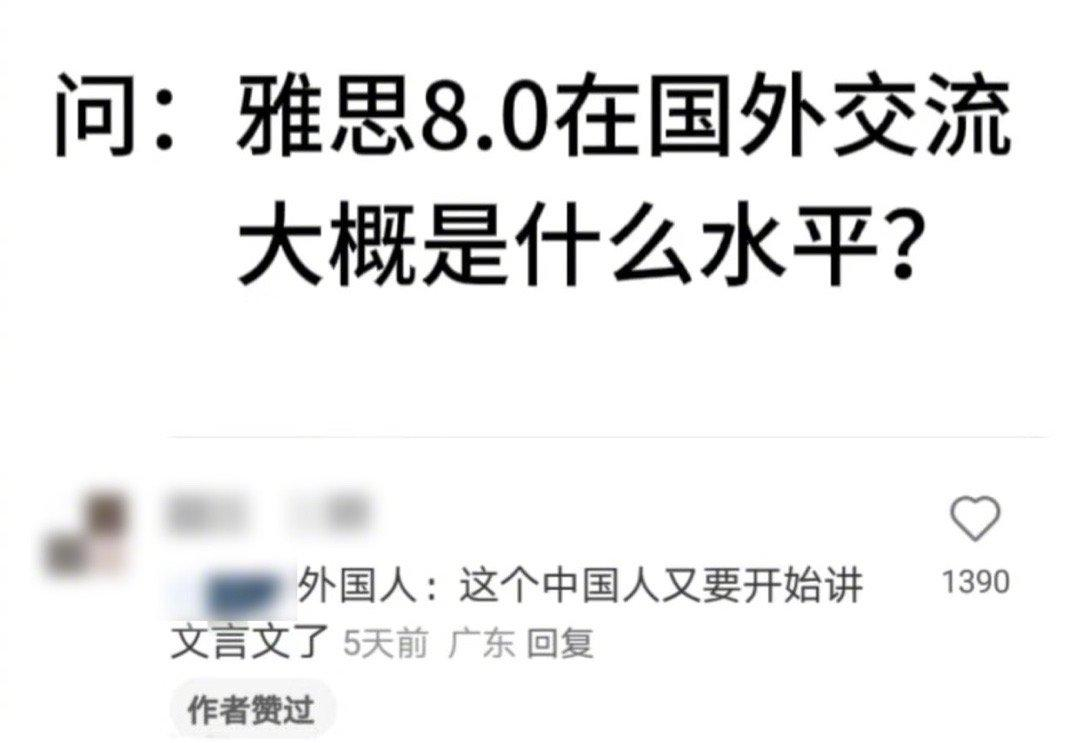 问：雅思8.0在国外交流
大概是什么水平？
外国人：这个中国人又要开始讲
1390
文言文了 5天前 广东 回复
作者赞过